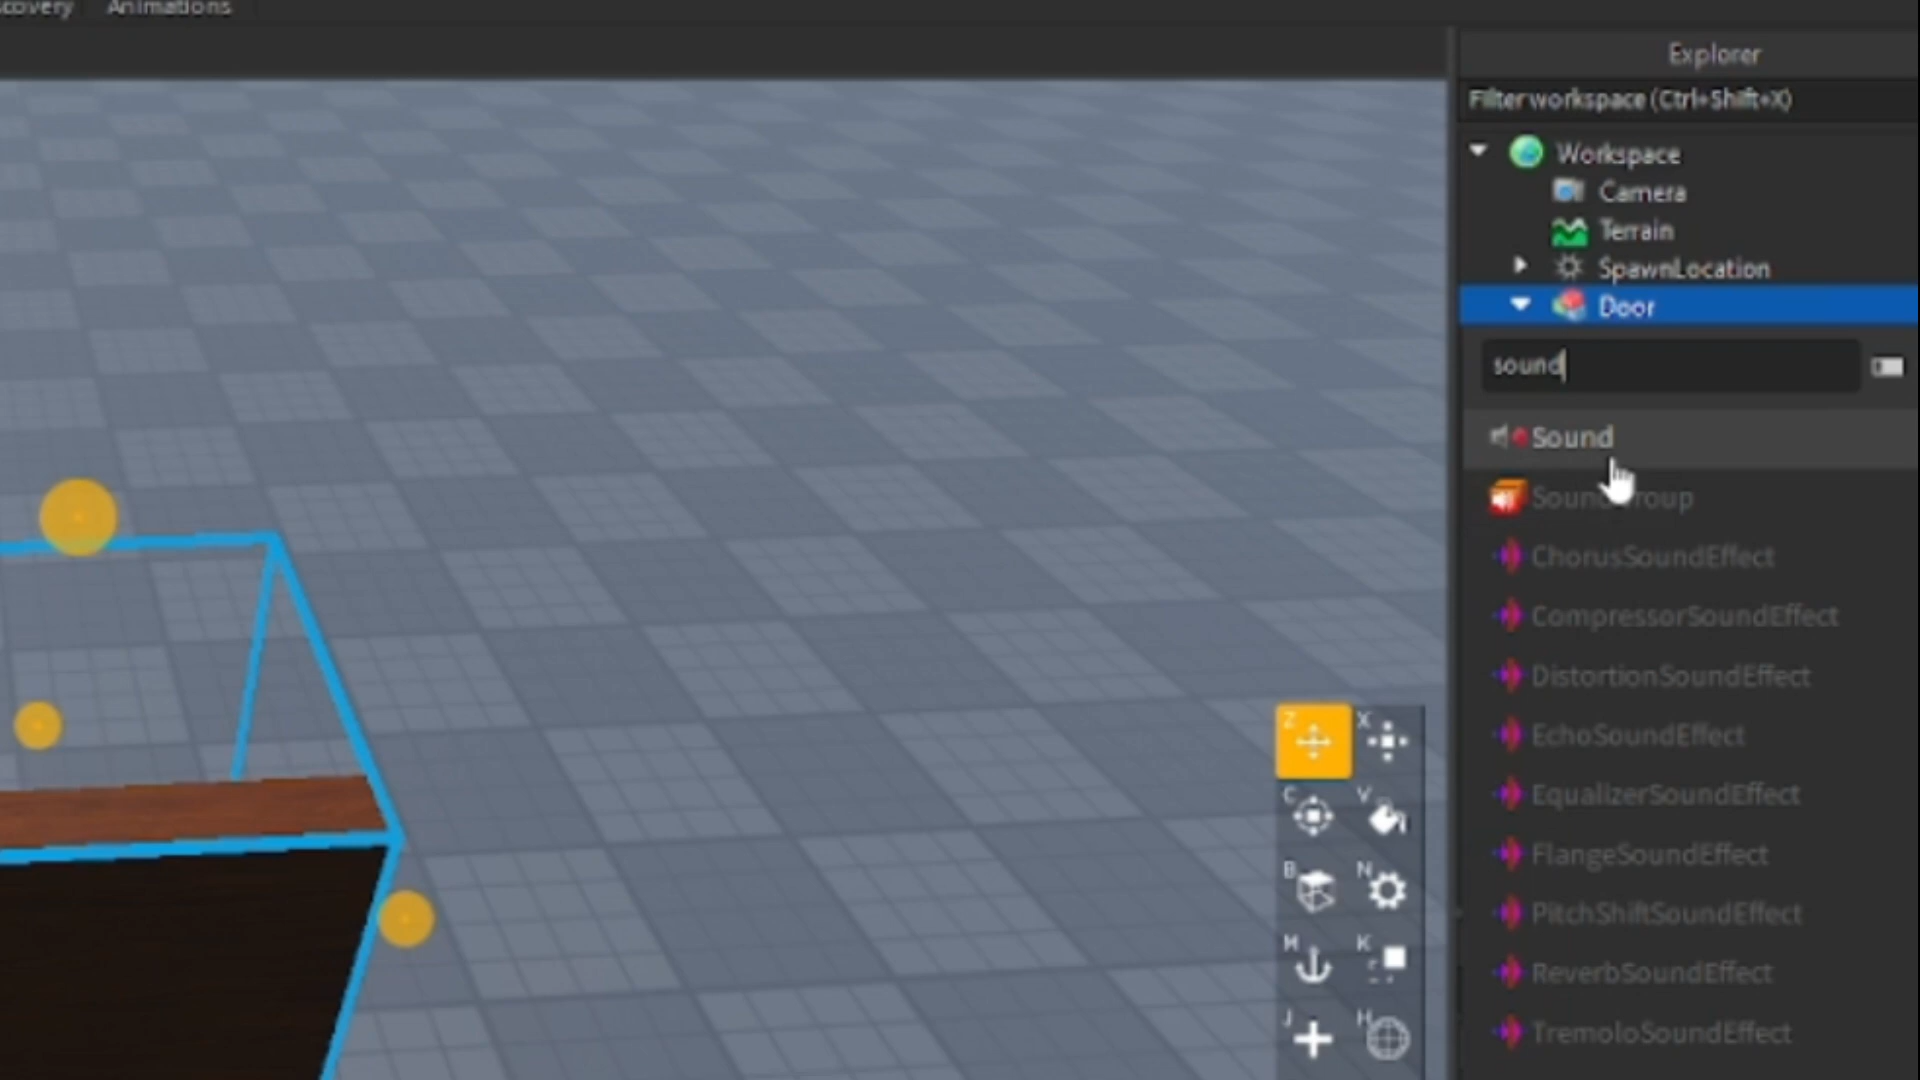 scovery Animations
Explorer
Filter workspace (Ctrl+Shift+X)
Workspace
Camera
Terrain
SpawnLocation
Door
sound
Sound
ChorusSoundEffect
CompressorSoundEffect
DistortionSoundEffect
EchoSoundEffect
EqualizerSoundEffect
FlangeSoundEffect
PitchShiftSoundEffect
ReverbSoundEffect
TremoloSoundEffect
Z X
C V
B N
M K
J H